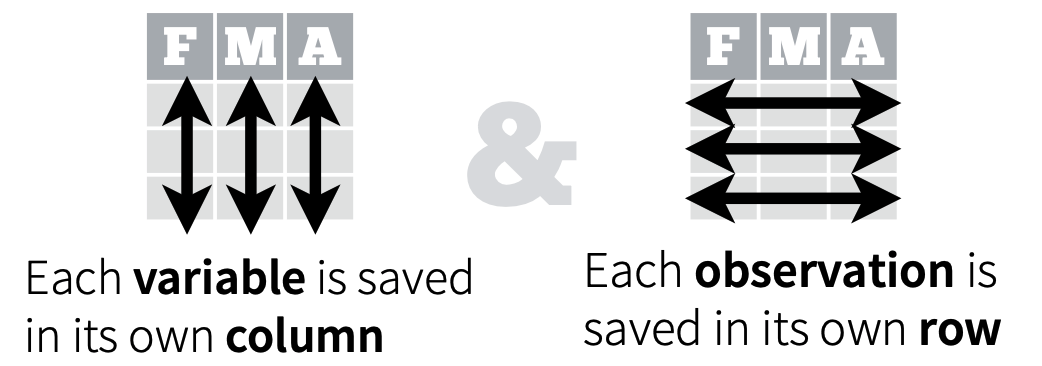 F M A
Each variable is saved
in its own column
&
F M A
Each observation is
saved in its own row